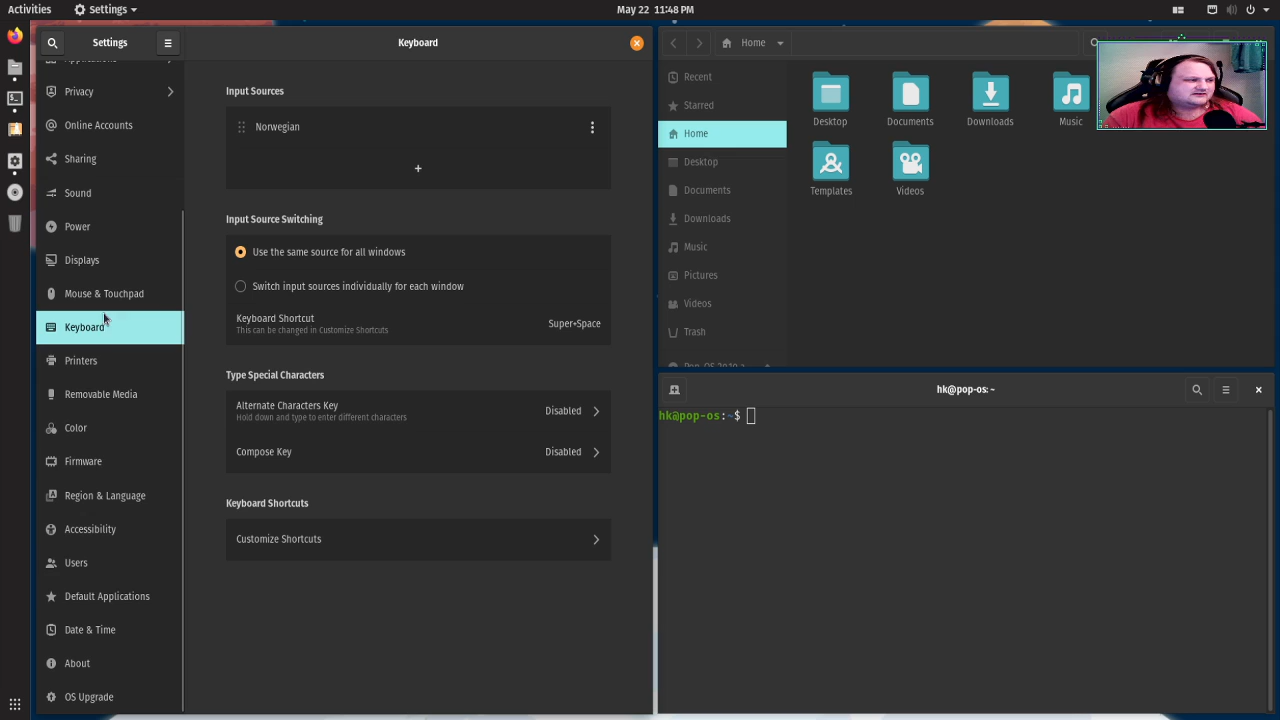 Activities
Settings
May 22 11:48 PM
Settings
Keyboard
Home
Privacy
Online Accounts
Sharing
Sound
Power
Displays
Mouse & Touchpad
Keyboard
Printers
Removable Media
Color
Firmware
Region & Language
Accessibility
Users
Default Applications
Date & Time
About
OS Upgrade
Input Sources
Norwegian
+
Input Source Switching
Use the same source for all windows
Switch input sources individually for each window
Keyboard Shortcut
This can be changed in Customize Shortcuts
Super+Space
Type Special Characters
Alternate Characters Key
Hold down and type to enter different characters
Disabled
Compose Key
Disabled
Keyboard Shortcuts
Customize Shortcuts
Recent
Starred
Home
Desktop
Documents
Downloads
Music
Pictures
Videos
Trash
Desktop
Documents
Downloads
Music
Templates
Videos
hk@pop-os: ~
hk@pop-os:~$